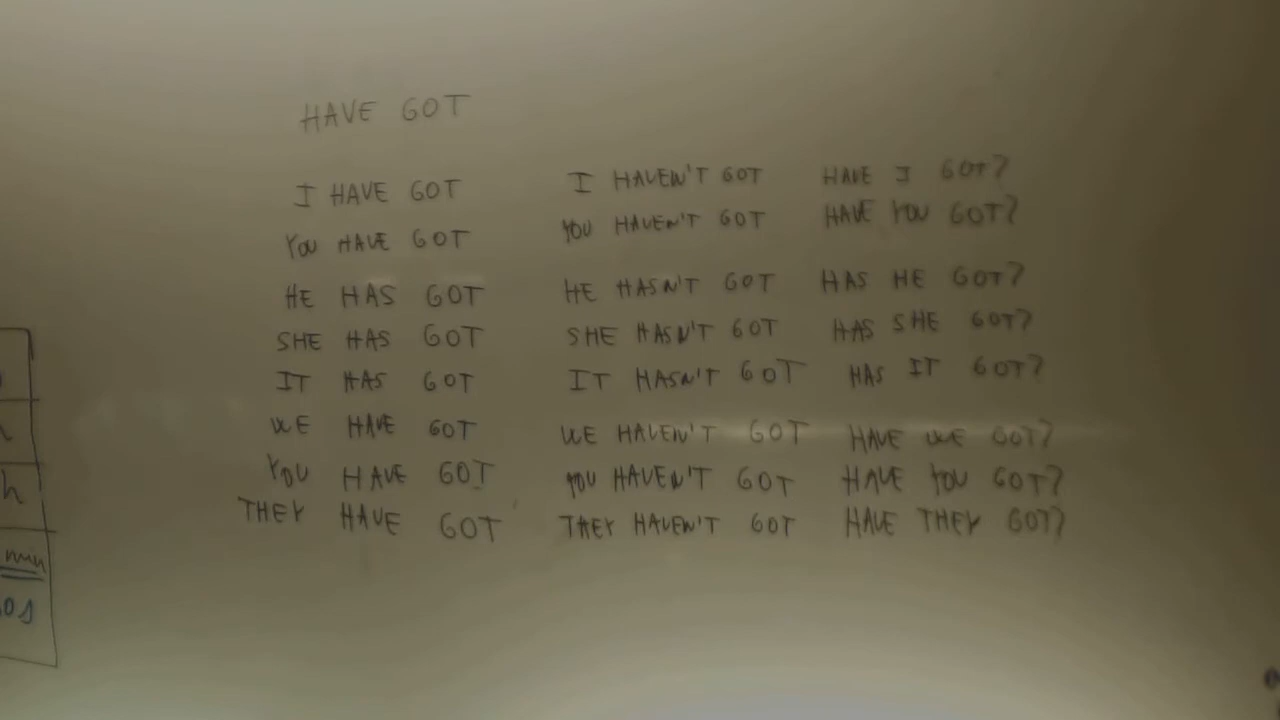 HAVE GOT
I HAVE GOT I HAVEN'T GOT HAVE I GOT?
YOU HAVE GOT YOU HAVEN'T GOT HAVE YOU GOT?
HE HAS GOT HE HASN'T GOT HAS HE GOT?
SHE HAS GOT SHE HASN'T GOT HAS SHE GOT?
IT HAS GOT IT HASN'T GOT HAS IT GOT?
WE HAVE GOT WE HAVEN'T GOT HAVE WE GOT?
YOU HAVE GOT YOU HAVEN'T GOT HAVE YOU GOT?
THEY HAVE GOT THEY HAVEN'T GOT HAVE THEY GOT?